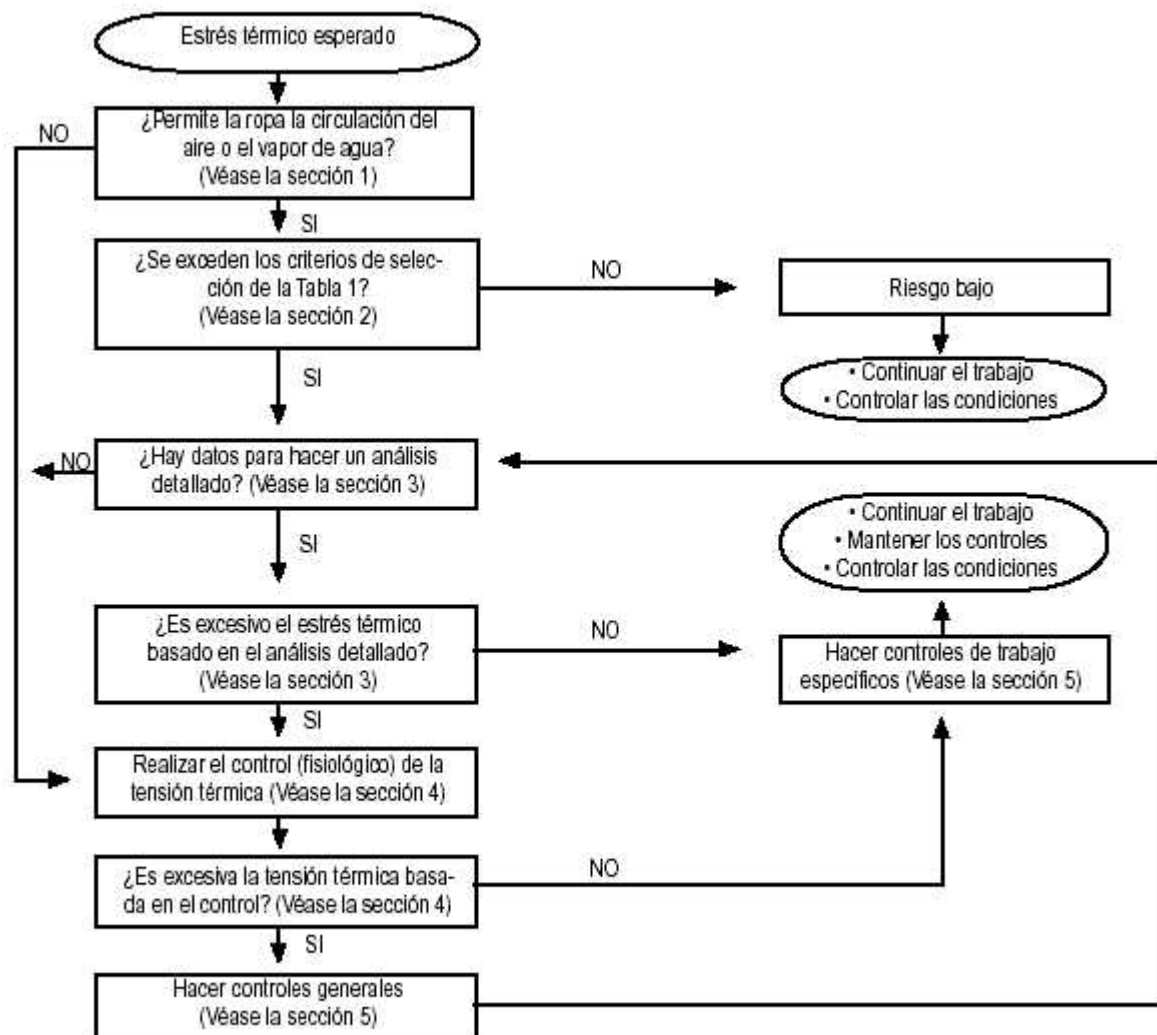 Estrés térmico esperado
NO
¿Permite la ropa la circulación del
aire o el vapor de agua?
(Véase la sección 1)
SI
¿Se exceden los criterios de selec-
ción de la Tabla 1?
(Véase la sección 2)
NO
Riesgo bajo
• Continuar el trabajo
• Controlar las condiciones
SI
NO
¿Hay datos para hacer un análisis
detallado? (Véase la sección 3)
SI
• Continuar el trabajo
• Mantener los controles
• Controlar las condiciones
¿Es excesivo el estrés térmico
basado en el análisis detallado?
(Véase la sección 3)
NO
Hacer controles de trabajo
específicos (Véase la sección 5)
SI
Realizar el control (fisiológico) de la
tensión térmica (Véase la sección 4)
¿Es excesiva la tensión térmica basa-
da en el control? (Véase la sección 4)
NO
SI
Hacer controles generales
(Véase la sección 5)